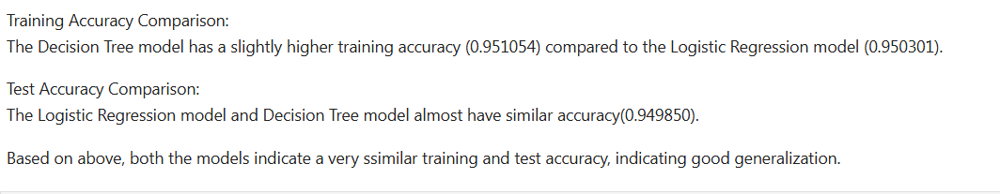 Training Accuracy Comparison:
The Decision Tree model has a slightly higher training accuracy (0.951054) compared to the Logistic Regression model (0.950301).
Test Accuracy Comparison:
The Logistic Regression model and Decision Tree model almost have similar accuracy(0.949850).
Based on above, both the models indicate a very ssimilar training and test accuracy, indicating good generalization.